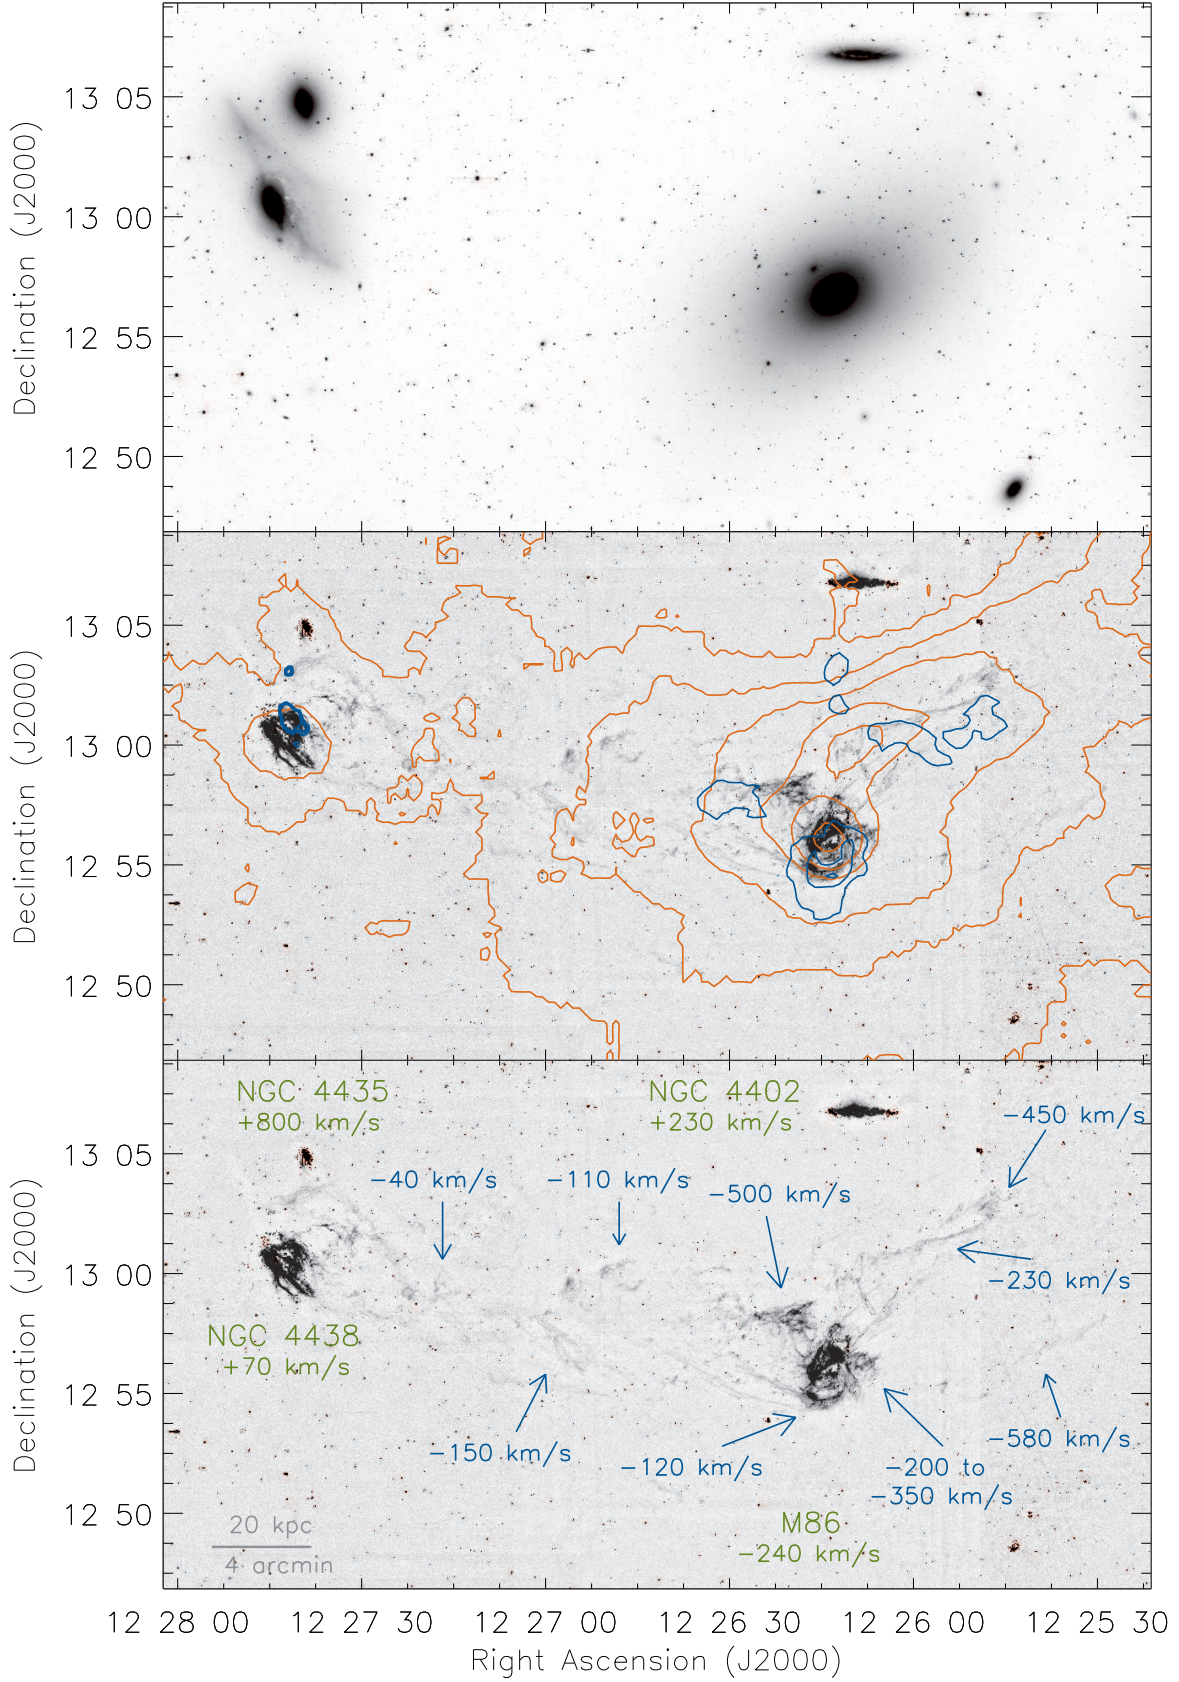 13 05
13 00
12 55
12 50
Declination (J2000)
13 05
13 00
12 55
12 50
Declination (J2000)
NGC 4435
+800 km/s
NGC 4402
+230 km/s
-450 km/s
-40 km/s
-110 km/s
-500 km/s
-230 km/s
NGC 4438
+70 km/s
-150 km/s
-120 km/s
-200 to
-350 km/s
-580 km/s
M86
-240 km/s
20 kpc
4 arcmin
13 05
13 00
12 55
12 50
Declination (J2000)
12 28 00
12 27 30
12 27 00
12 26 30
12 26 00
12 25 30
Right Ascension (J2000)